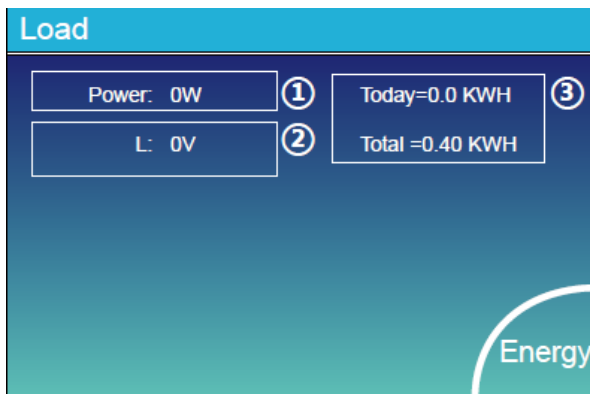 Load
Power: 0W
①
L: 0V
②
Today=0.0 KWH
③
Total =0.40 KWH
Energy